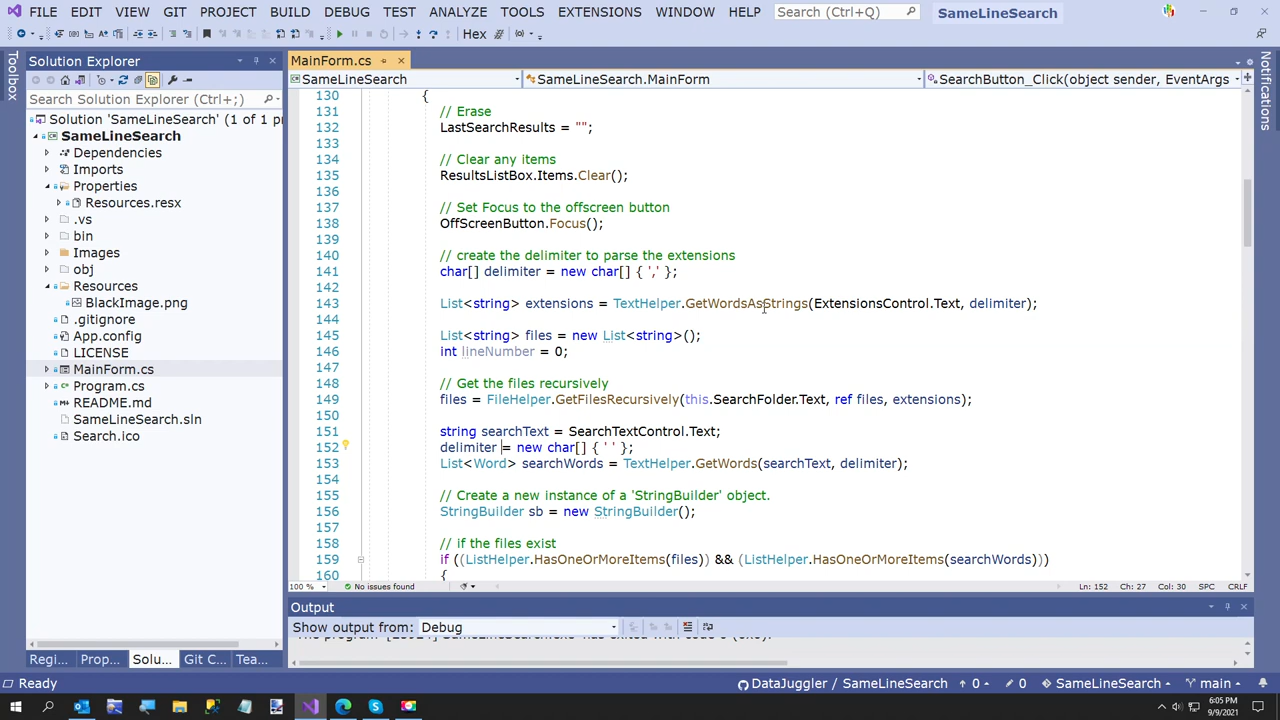 FILE EDIT VIEW GIT PROJECT BUILD DEBUG TEST ANALYZE TOOLS EXTENSIONS WINDOW HELP Search (Ctrl+Q) SameLineSearch
Hex
Toolbox
Solution Explorer
Search Solution Explorer (Ctrl+;)
Solution 'SameLineSearch' (1 of 1 p
SameLineSearch
Dependencies
Imports
Properties
Resources.resx
.vs
bin
Images
obj
Resources
BlackImage.png
.gitignore
App.config
LICENSE
MainForm.cs
Program.cs
README.md
SameLineSearch.sln
Search.ico
Regi... Prop... Solu... Git C... Tea...
MainForm.cs
SameLineSearch SameLineSearch.MainForm SearchButton_Click(object sender, EventArgs
130 {
131 // Erase
132 LastSearchResults = "";
133
134 // Clear any items
135 ResultsListBox.Items.Clear();
136
137 // Set Focus to the offscreen button
138 OffScreenButton.Focus();
139
140 // create the delimiter to parse the extensions
141 char[] delimiter = new char[] { ',' };
142
143 List<string> extensions = TextHelper.GetWordsAsStrings(ExtensionsControl.Text, delimiter);
144
145 List<string> files = new List<string>();
146 int lineNumber = 0;
147
148 // Get the files recursively
149 files = FileHelper.GetFilesRecursively(this.SearchFolder.Text, ref files, extensions);
150
151 string searchText = SearchTextControl.Text;
152 delimiter = new char[] { ' ' };
153 List<Word> searchWords = TextHelper.GetWords(searchText, delimiter);
154
155 // Create a new instance of a 'StringBuilder' object.
156 StringBuilder sb = new StringBuilder();
157
158 // if the files exist
159 if ((ListHelper.HasOneOrMoreItems(files)) && (ListHelper.HasOneOrMoreItems(searchWords)))
160 {
100 % No issues found Ln: 152 Ch: 27 Col: 30 SPC CRLF
Output
Show output from: Debug
Notifications
Ready DataJuggler / SameLineSearch 0 0 SameLineSearch main
6:05 PM
9/9/2021